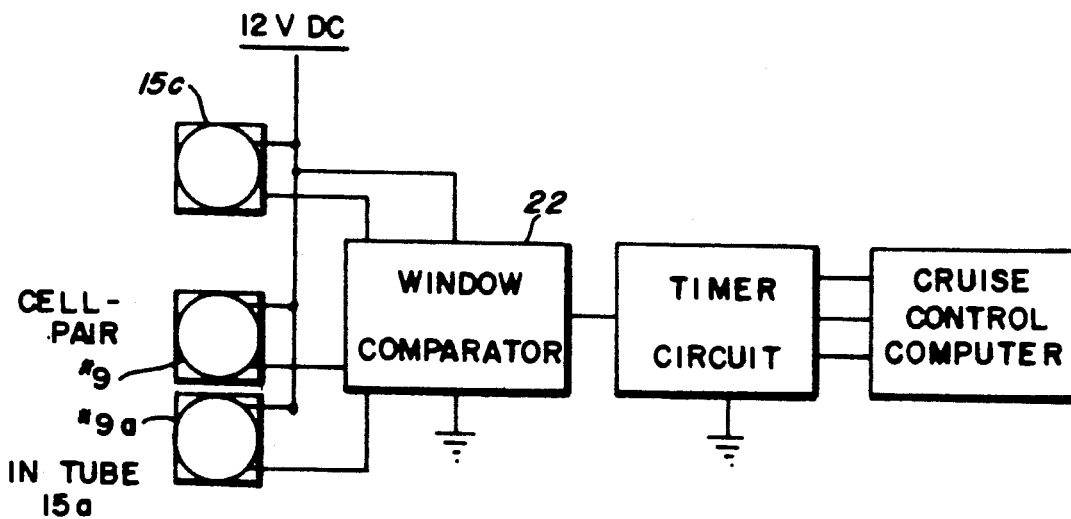 12 V DC
15c
22
WINDOW
COMPARATOR
TIMER
CIRCUIT
CRUISE
CONTROL
COMPUTER
CELL-
PAIR
#9
#9a
IN TUBE
15a